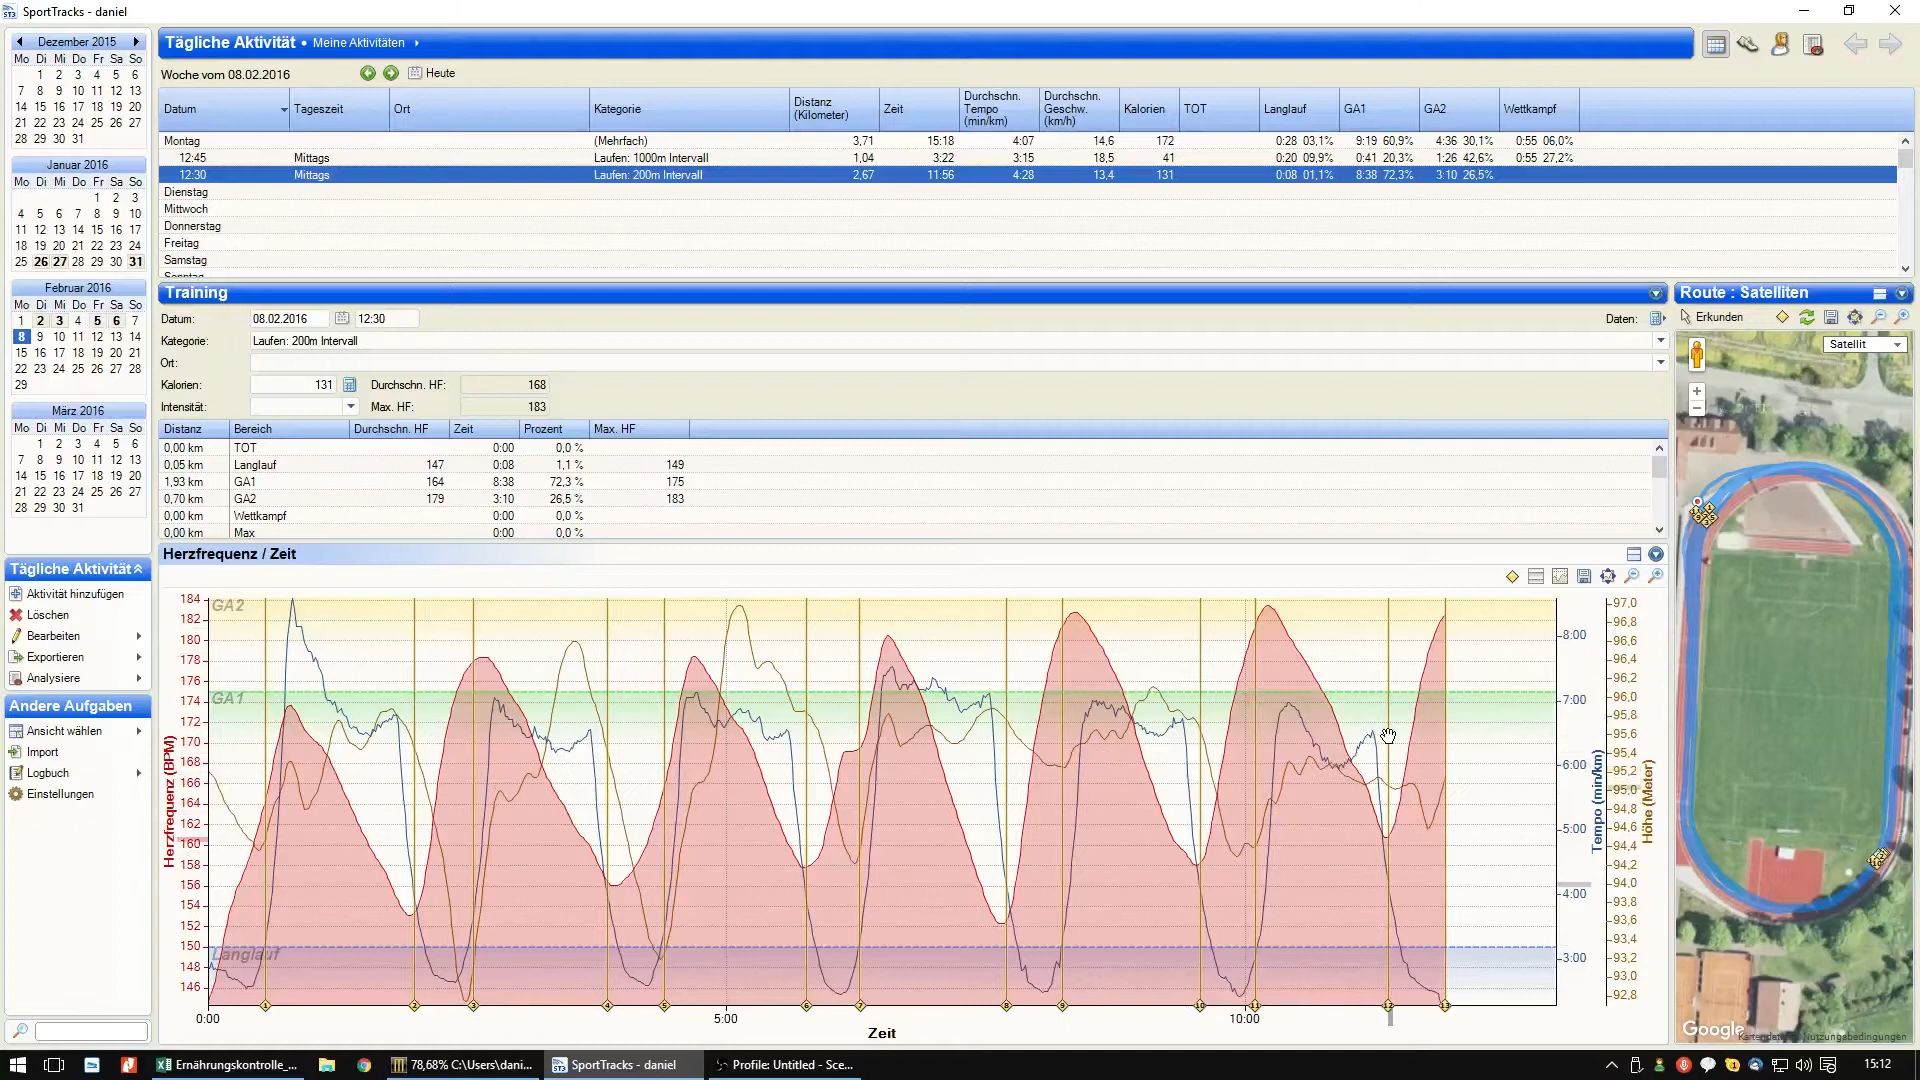 SportTracks - daniel
Dezember 2015
Mo Di Mi Do Fr Sa So
1 2 3 4 5 6
7 8 9 10 11 12 13
14 15 16 17 18 19 20
21 22 23 24 25 26 27
28 29 30 31
Januar 2016
Mo Di Mi Do Fr Sa So
1 2 3
4 5 6 7 8 9 10
11 12 13 14 15 16 17
18 19 20 21 22 23 24
25 26 27 28 29 30 31
Februar 2016
Mo Di Mi Do Fr Sa So
1 2 3 4 5 6 7
8 9 10 11 12 13 14
15 16 17 18 19 20 21
22 23 24 25 26 27 28
29
März 2016
Mo Di Mi Do Fr Sa So
1 2 3 4 5 6
7 8 9 10 11 12 13
14 15 16 17 18 19 20
21 22 23 24 25 26 27
28 29 30 31
Tägliche Aktivität
Aktivität hinzufügen
Löschen
Bearbeiten
Exportieren
Analysiere
Andere Aufgaben
Ansicht wählen
Import
Logbuch
Einstellungen
Tägliche Aktivität • Meine Aktivitäten
Woche vom 08.02.2016 Heute
Datum Tageszeit Ort Kategorie Distanz (Kilometer) Zeit Durchschn. Tempo (min/km) Durchschn. Geschw. (km/h) Kalorien TOT Langlauf GA1 GA2 Wettkampf
Montag (Mehrfach) 3,71 15:18 4:07 14,6 172 0:28 03,1% 9:19 60,9% 4:36 30,1% 0:55 06,0%
12:45 Mittags Laufen: 1000m Intervall 1,04 3:22 3:15 18,5 41 0:20 09,9% 0:41 20,3% 1:26 42,6% 0:55 27,2%
12:30 Mittags Laufen: 200m Intervall 2,67 11:56 4:28 13,4 131 0:08 01,1% 8:38 72,3% 3:10 26,5%
Dienstag
Mittwoch
Donnerstag
Freitag
Samstag
Sonntag
Training
Datum: 08.02.2016 12:30 Daten:
Kategorie: Laufen: 200m Intervall
Ort:
Kalorien: 131 Durchschn. HF: 168
Intensität: Max. HF: 183
Distanz Bereich Durchschn. HF Zeit Prozent Max. HF
0,00 km TOT 0:00 0,0 %
0,05 km Langlauf 147 0:08 1,1 % 149
1,93 km GA1 164 8:38 72,3 % 175
0,70 km GA2 179 3:10 26,5 % 183
0,00 km Wettkampf 0:00 0,0 %
0,00 km Max 0:00 0,0 %
Herzfrequenz / Zeit
Herzfrequenz (BPM)
184
182
180
178
176
174
172
170
168
166
164
162
160
158
156
154
152
150
148
146
GA2
GA1
Langlauf
1 2 3 4 5 6 7 8 9 10 11 12 13
0:00 5:00 10:00
Zeit
8:00
7:00
6:00
5:00
4:00
3:00
Tempo (min/km)
97,0
96,8
96,6
96,4
96,2
96,0
95,8
95,6
95,4
95,2
95,0
94,8
94,6
94,4
94,2
94,0
93,8
93,6
93,4
93,2
93,0
92,8
Höhe (Meter)
Route : Satelliten
Erkunden
Satellit
Google
Nutzungsbedingungen
Ernährungskontrolle_...
78,68% C:\Users\dani...
SportTracks - daniel
Profile: Untitled - Sce...
15:12